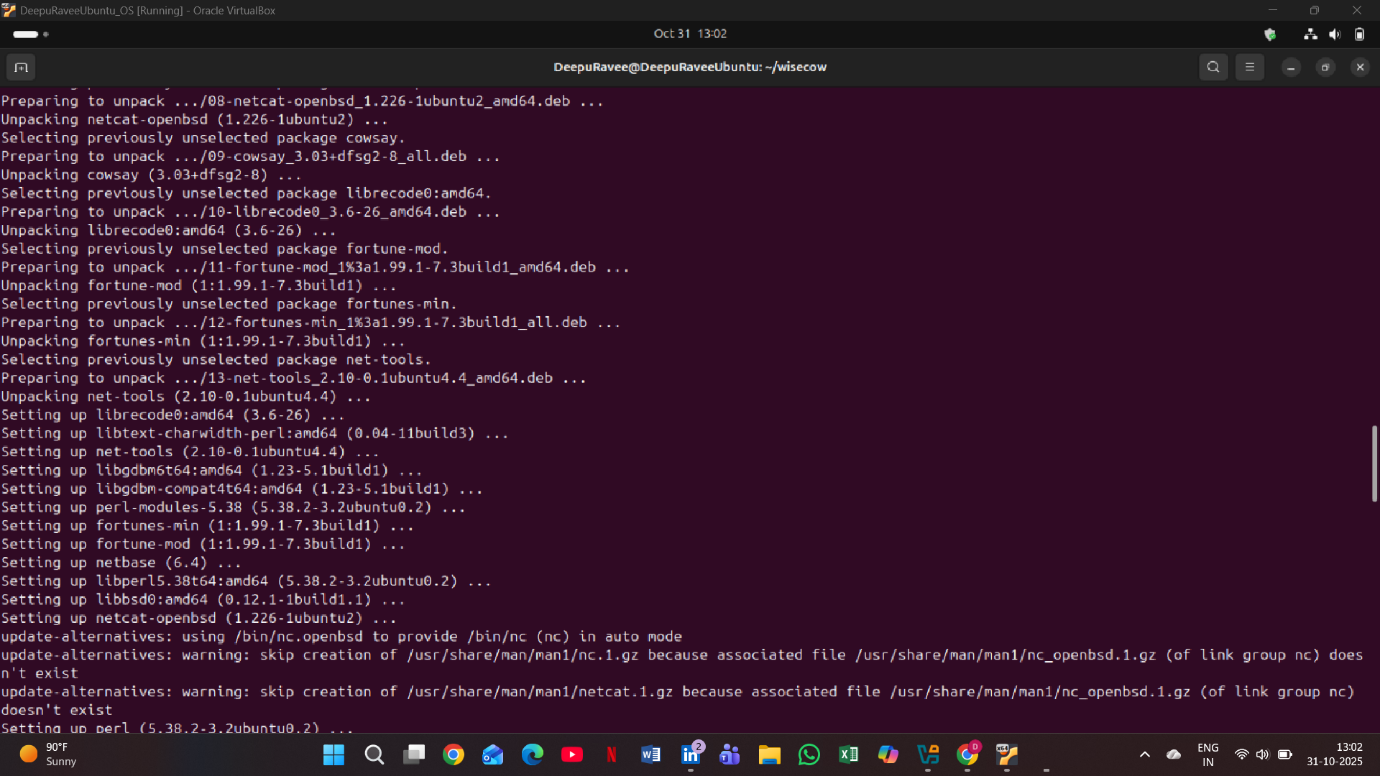 DeepuRaveeUbuntu_OS [Running] - Oracle VirtualBox
Oct 31 13:02
DeepuRavee@DeepuRaveeUbuntu: ~/wisecow
Preparing to unpack .../08-netcat-openbsd_1.226-1ubuntu2_amd64.deb ...
Unpacking netcat-openbsd (1.226-1ubuntu2) ...
Selecting previously unselected package cowsay.
Preparing to unpack .../09-cowsay_3.03+dfsg2-8_all.deb ...
Unpacking cowsay (3.03+dfsg2-8) ...
Selecting previously unselected package librecode0:amd64.
Preparing to unpack .../10-librecode0_3.6-26_amd64.deb ...
Unpacking librecode0:amd64 (3.6-26) ...
Selecting previously unselected package fortune-mod.
Preparing to unpack .../11-fortune-mod_1%3a1.99.1-7.3build1_amd64.deb ...
Unpacking fortune-mod (1:1.99.1-7.3build1) ...
Selecting previously unselected package fortunes-min.
Preparing to unpack .../12-fortunes-min_1%3a1.99.1-7.3build1_all.deb ...
Unpacking fortunes-min (1:1.99.1-7.3build1) ...
Selecting previously unselected package net-tools.
Preparing to unpack .../13-net-tools_2.10-0.1ubuntu4.4_amd64.deb ...
Unpacking net-tools (2.10-0.1ubuntu4.4) ...
Setting up librecode0:amd64 (3.6-26) ...
Setting up libtext-charwidth-perl:amd64 (0.04-11build3) ...
Setting up net-tools (2.10-0.1ubuntu4.4) ...
Setting up libgdbm6t64:amd64 (1.23-5.1build1) ...
Setting up libgdbm-compat4t64:amd64 (1.23-5.1build1) ...
Setting up perl-modules-5.38 (5.38.2-3.2ubuntu0.2) ...
Setting up fortunes-min (1:1.99.1-7.3build1) ...
Setting up fortune-mod (1:1.99.1-7.3build1) ...
Setting up netbase (6.4) ...
Setting up libperl5.38t64:amd64 (5.38.2-3.2ubuntu0.2) ...
Setting up libbsd0:amd64 (0.12.1-1build1.1) ...
Setting up netcat-openbsd (1.226-1ubuntu2) ...
update-alternatives: using /bin/nc.openbsd to provide /bin/nc (nc) in auto mode
update-alternatives: warning: skip creation of /usr/share/man/man1/nc.1.gz because associated file /usr/share/man/man1/nc_openbsd.1.gz (of link group nc) does
n't exist
update-alternatives: warning: skip creation of /usr/share/man/man1/netcat.1.gz because associated file /usr/share/man/man1/nc_openbsd.1.gz (of link group nc)
doesn't exist
Setting up perl (5.38.2-3.2ubuntu0.2) ...
90°F
Sunny
2
D
ENG
IN
13:02
31-10-2025